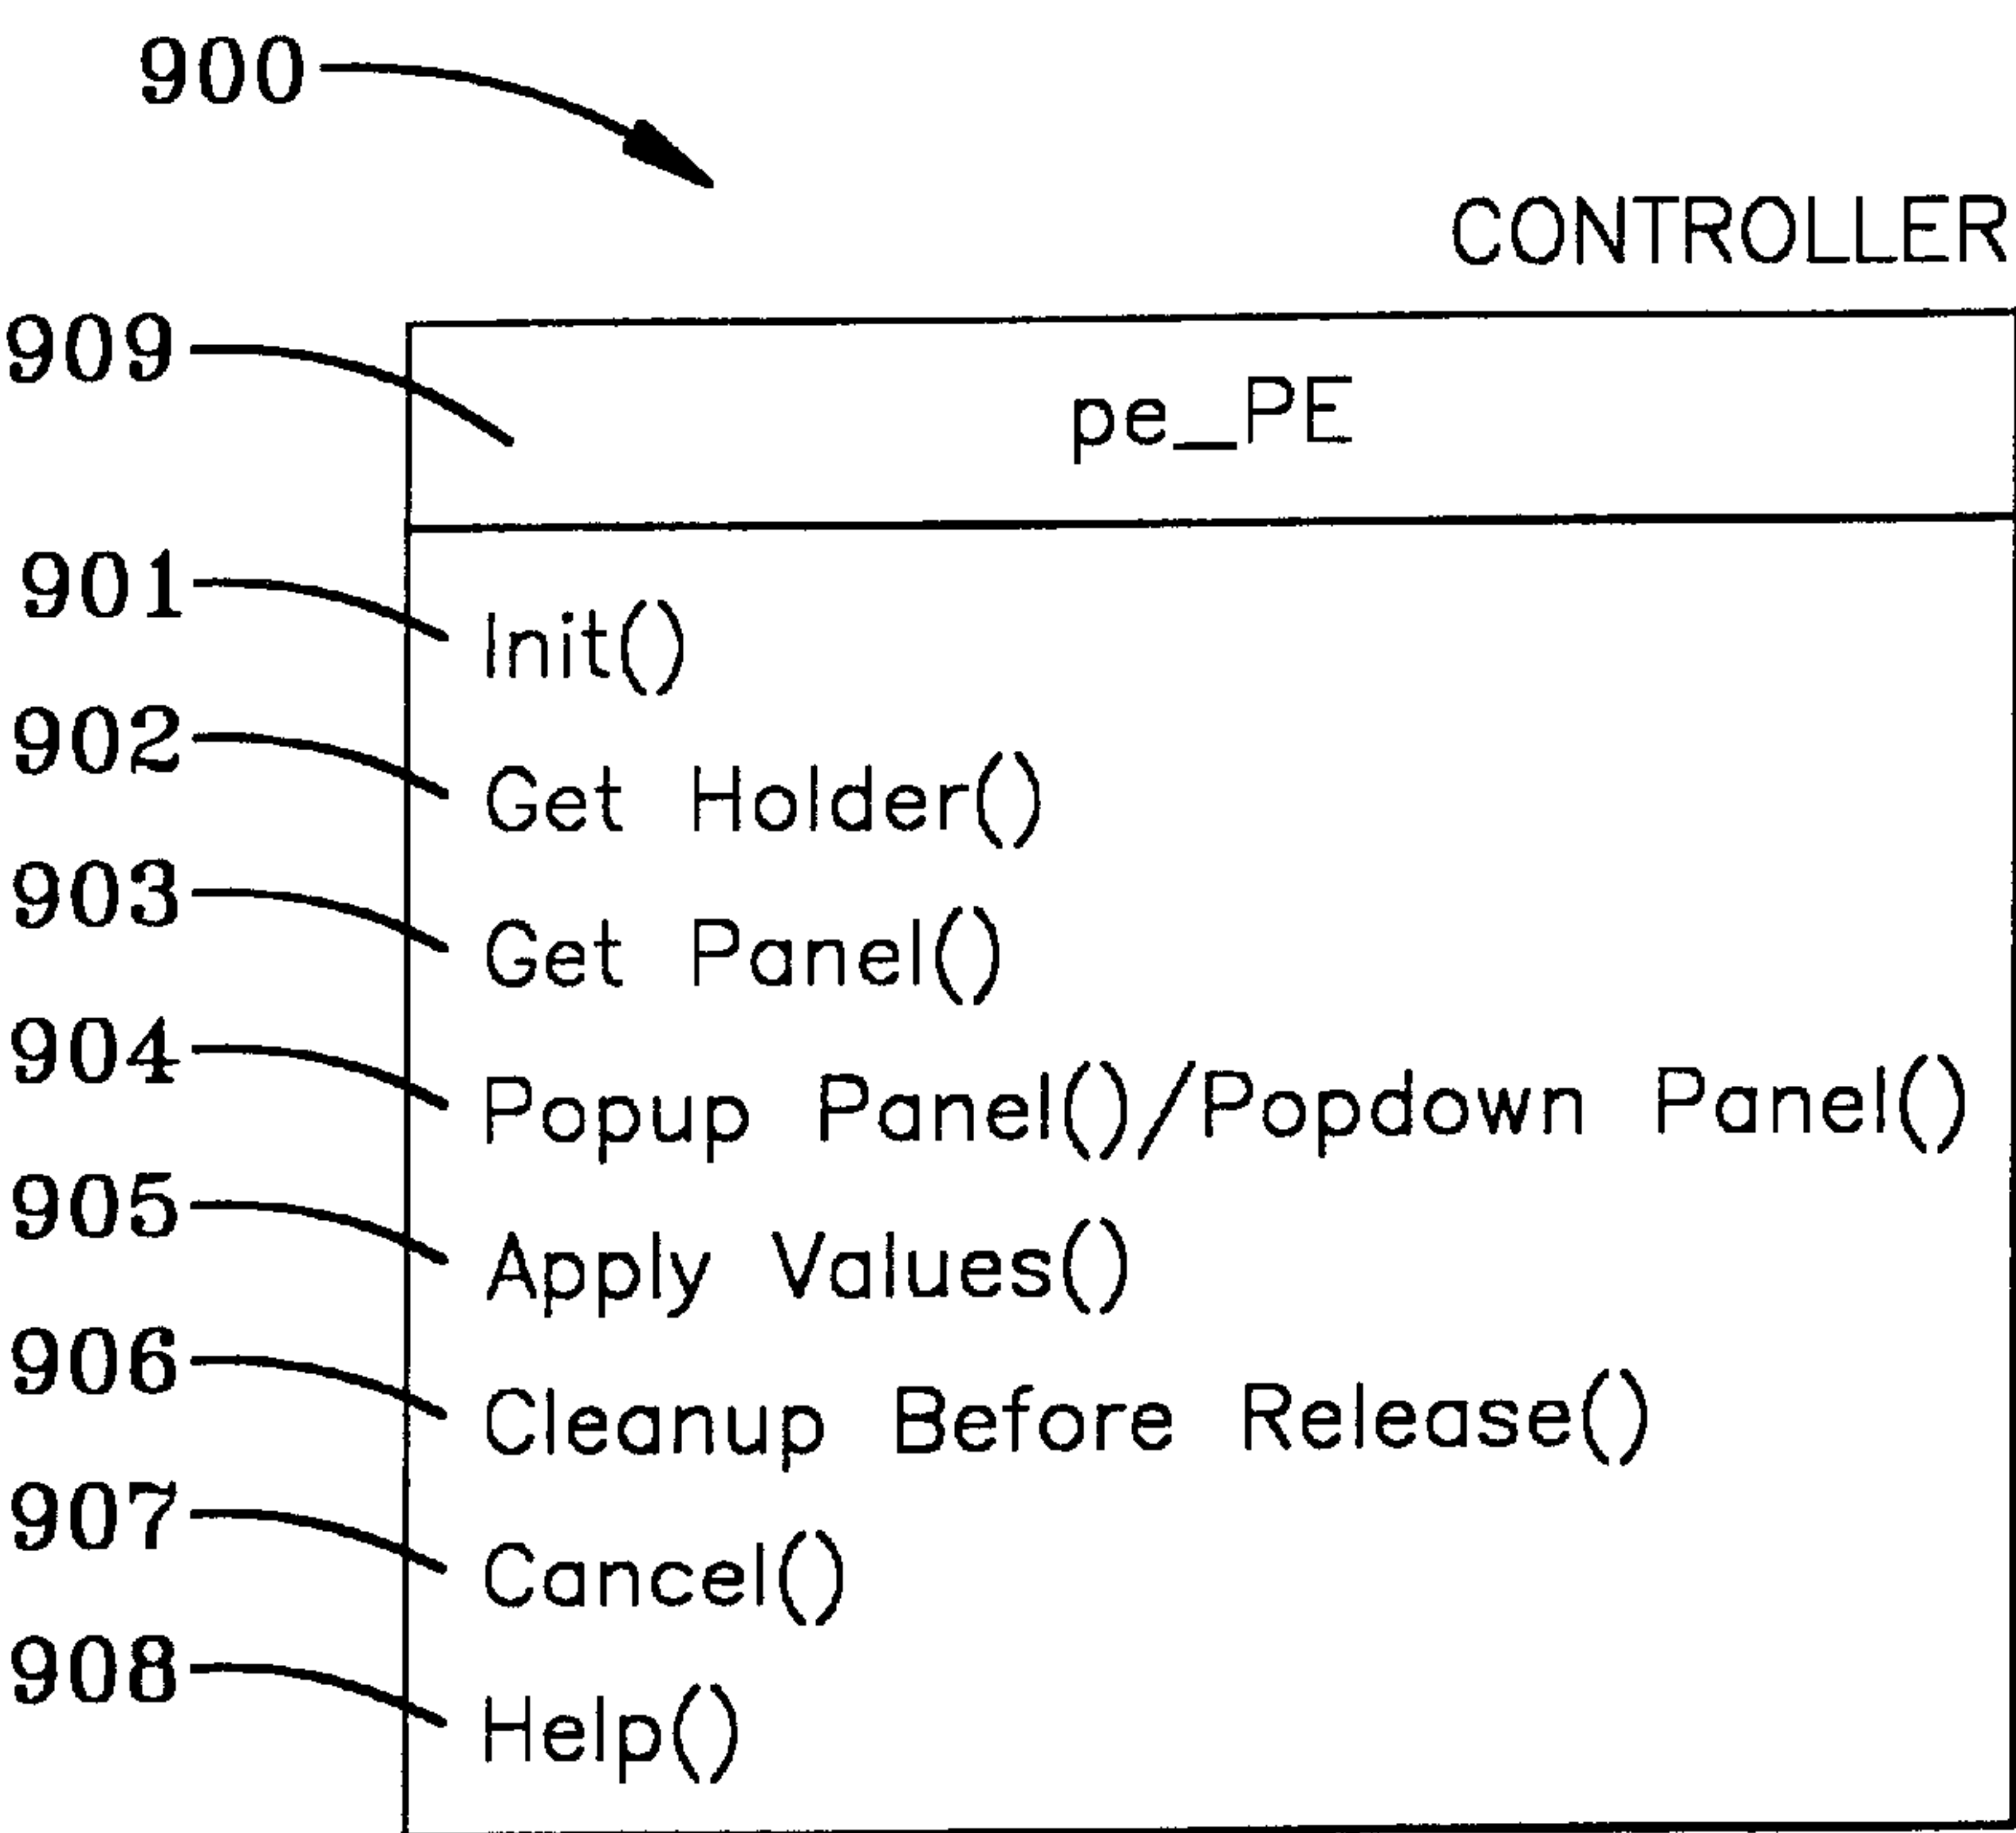 900
CONTROLLER
909 pe_PE
901 Init()
902 Get Holder()
903 Get Panel()
904 Popup Panel()/Popdown Panel()
905 Apply Values()
906 Cleanup Before Release()
907 Cancel()
908 Help()